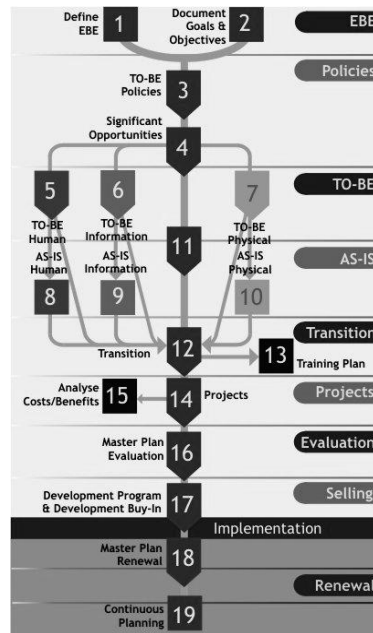 Define
EBE
1
Document
Goals &
Objectives
2
EBE
Policies
TO-BE
Policies
3
Significant
Opportunities
4
5
6
7
TO-BE
TO-BE
Human
TO-BE
Information
TO-BE
Physical
11
AS-IS
Human
AS-IS
Information
AS-IS
Physical
AS-IS
8
9
10
Transition
Transition
12
13
Training Plan
Analyse
Costs/Benefits
15
14
Projects
Projects
Master Plan
Evaluation
16
Evaluation
Selling
Development Program
& Development Buy-In
17
Implementation
Master Plan
Renewal
18
Renewal
Continuous
Planning
19